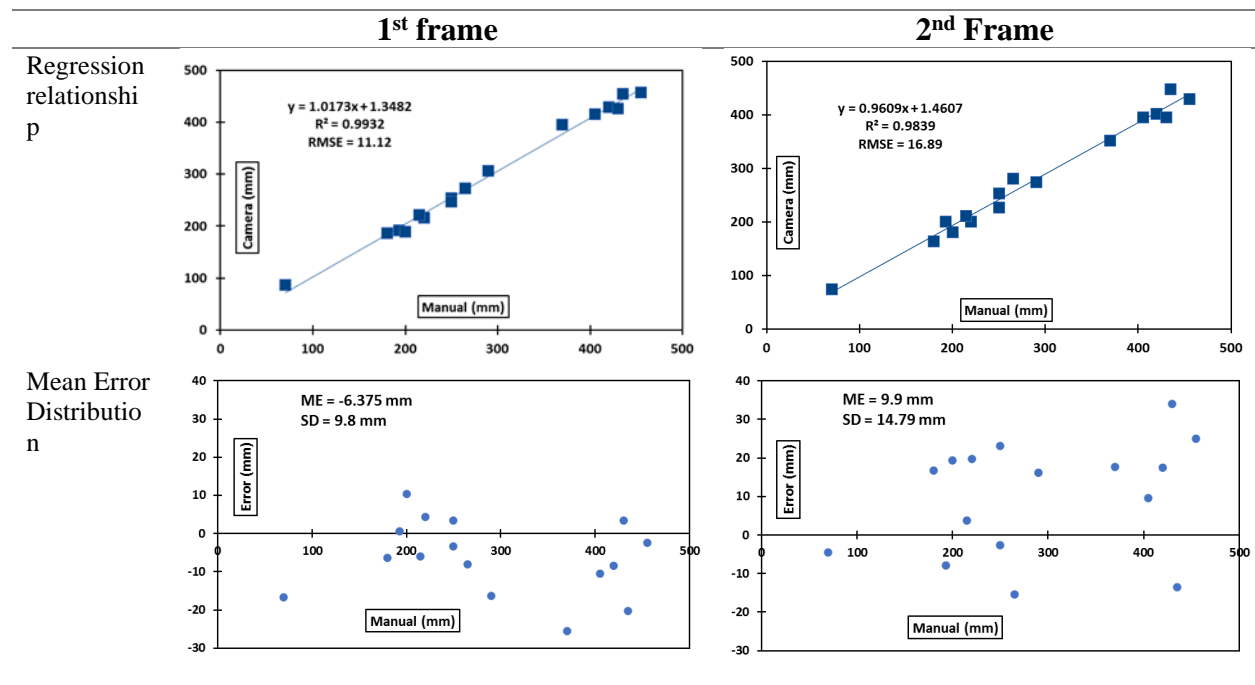 1st frame
2nd Frame
Regression
relationshi
p
500
400
300
200
100
0
y = 1.0173x + 1.3482
R² = 0.9932
RMSE = 11.12
Camera (mm)
Manual (mm)
0 100 200 300 400 500
500
400
300
200
100
0
y = 0.9609x + 1.4607
R² = 0.9839
RMSE = 16.89
Camera (mm)
Manual (mm)
0 100 200 300 400 500
Mean Error
Distributio
n
40
30
20
10
0
-10
-20
-30
ME = -6.375 mm
SD = 9.8 mm
Error (mm)
0 100 200 300 400 500
Manual (mm)
40
30
20
10
0
-10
-20
-30
ME = 9.9 mm
SD = 14.79 mm
Error (mm)
0 100 200 300 400 500
Manual (mm)